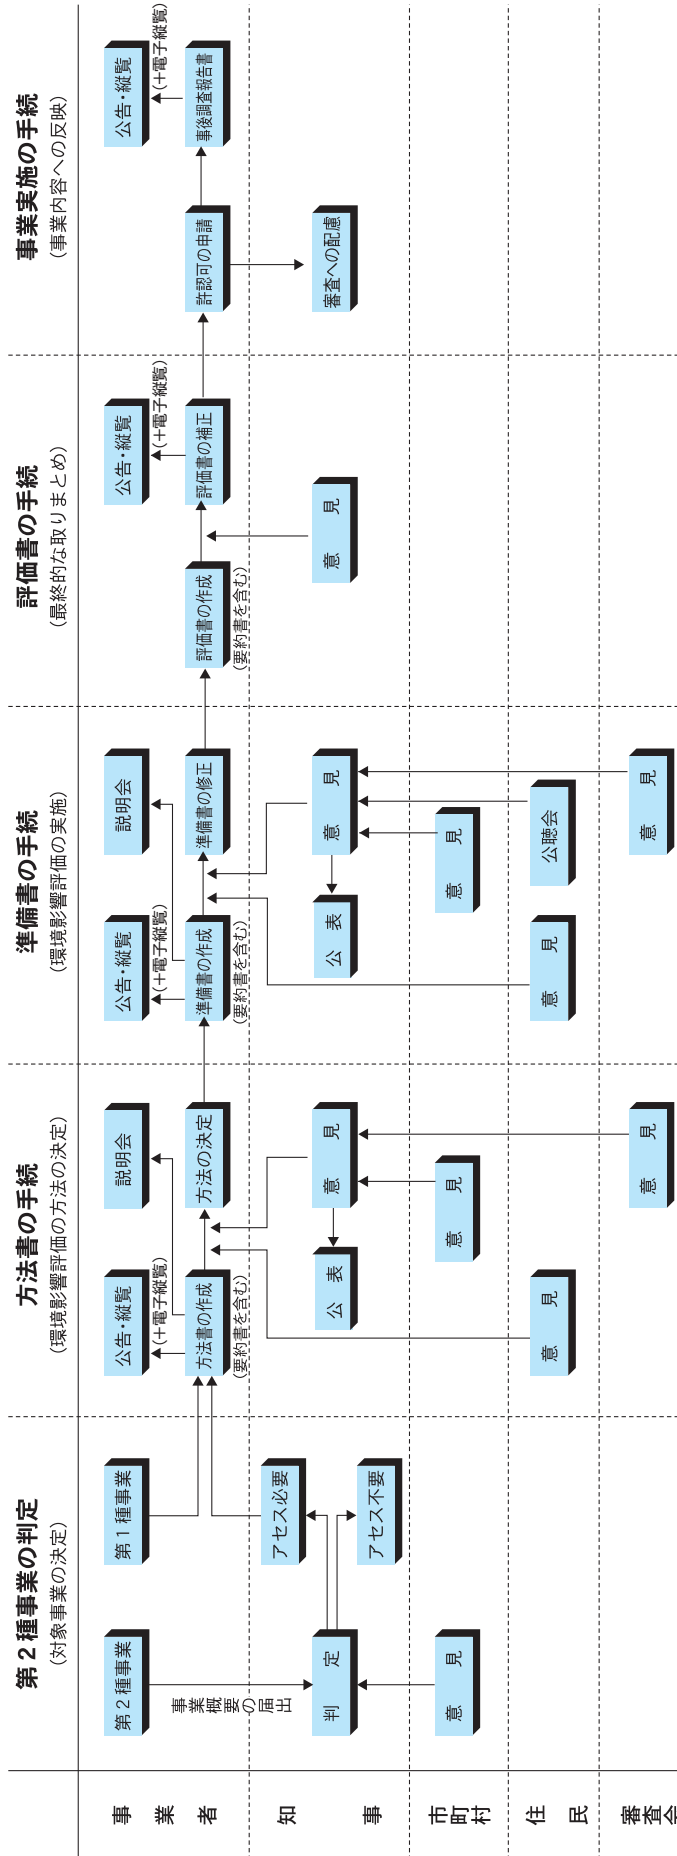 第2種事業の判定
(対象事業の決定)
方法書の手続
(環境影響評価の方法の決定)
準備書の手続
(環境影響評価の実施)
評価書の手続
(最終的な取りまとめ)
事業実施の手続
(事業内容への反映)
事業者
第2種事業
第1種事業
事業概要の届出
公告・縦覧
(+電子縦覧)
説明会
方法書の作成
(要約書を含む)
方法の決定
公告・縦覧
(+電子縦覧)
説明会
準備書の作成
(要約書を含む)
準備書の修正
評価書の作成
(要約書を含む)
公告・縦覧
(+電子縦覧)
評価書の補正
許認可の申請
公告・縦覧
(+電子縦覧)
事後調査報告書
知事
判定
アセス必要
アセス不要
公表
意見
公表
意見
意見
審査への配慮
市町村
意見
意見
意見
住民
意見
意見
公聴会
審査会
意見
意見